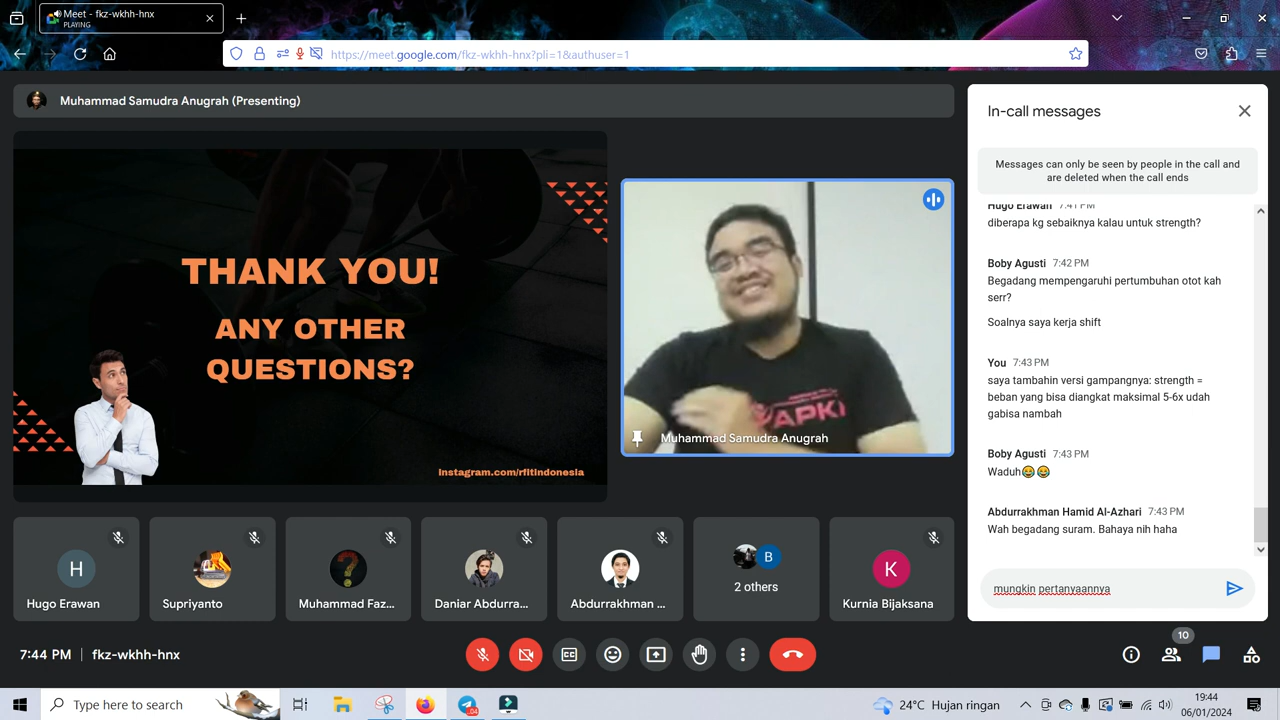 Meet - fkz-wkhh-hnx
PLAYING
https://meet.google.com/fkz-wkhh-hnx?pli=1&authuser=1
Muhammad Samudra Anugrah (Presenting)
THANK YOU!
ANY OTHER
QUESTIONS?
Instagram.com/rfitindonesia
APKI
Muhammad Samudra Anugrah
H
Hugo Erawan
Supriyanto
?
Muhammad Faz...
Daniar Abdurra...
Abdurrakhman ...
B
2 others
K
Kurnia Bijaksana
In-call messages
Messages can only be seen by people in the call and
are deleted when the call ends
Hugo Erawan 7:41 PM
diberapa kg sebaiknya kalau untuk strength?
Boby Agusti 7:42 PM
Begadang mempengaruhi pertumbuhan otot kah
serr?
Soalnya saya kerja shift
You 7:43 PM
saya tambahin versi gampangnya: strength =
beban yang bisa diangkat maksimal 5-6x udah
gabisa nambah
Boby Agusti 7:43 PM
Waduh😂😂
Abdurrakhman Hamid Al-Azhari 7:43 PM
Wah begadang suram. Bahaya nih haha
mungkin pertanyaannya
7:44 PM | fkz-wkhh-hnx
10
Type here to search
24°C Hujan ringan
19:44
06/01/2024